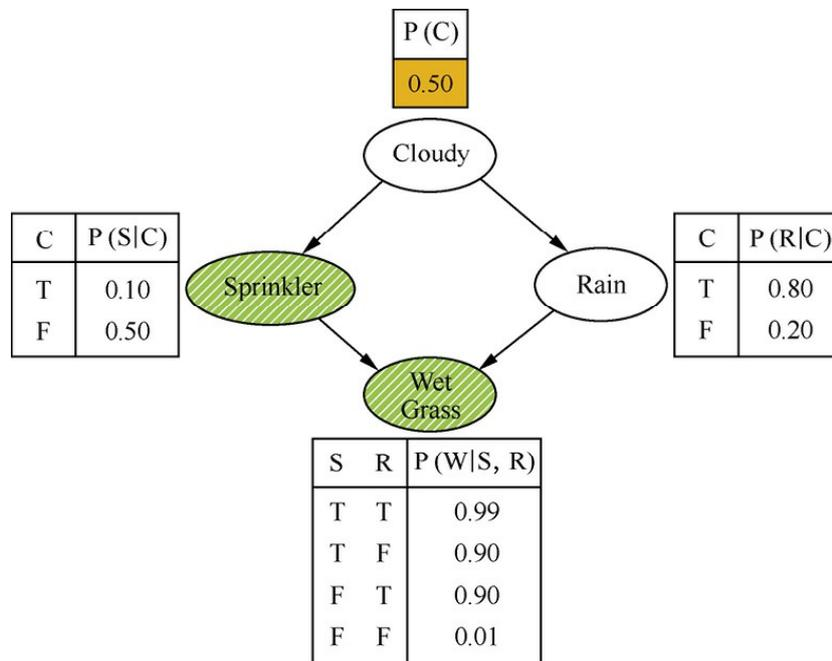 P (C)
0.50
Cloudy
C P (S|C)
T 0.10
F 0.50
Sprinkler
Rain
C P (R|C)
T 0.80
F 0.20
Wet
Grass
S R P (W|S, R)
T T 0.99
T F 0.90
F T 0.90
F F 0.01